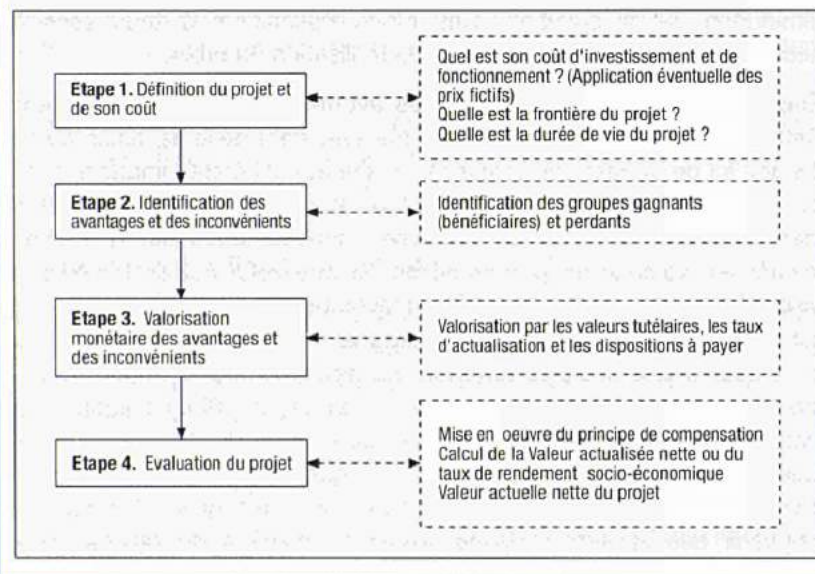 Etape 1. Définition du projet et
de son coût
Quel est son coût d'investissement et de
fonctionnement ? (Application éventuelle des
prix fictifs)
Quelle est la frontière du projet ?
Quelle est la durée de vie du projet ?
Etape 2. Identification des
avantages et des inconvénients
Identification des groupes gagnants
(bénéficiaires) et perdants
Etape 3. Valorisation
monétaire des avantages et
des inconvénients
Valorisation par les valeurs tutélaires, les taux
d'actualisation et les dispositions à payer
Etape 4. Evaluation du projet
Mise en oeuvre du principe de compensation
Calcul de la Valeur actualisée nette ou du
taux de rendement socio-économique
Valeur actuelle nette du projet